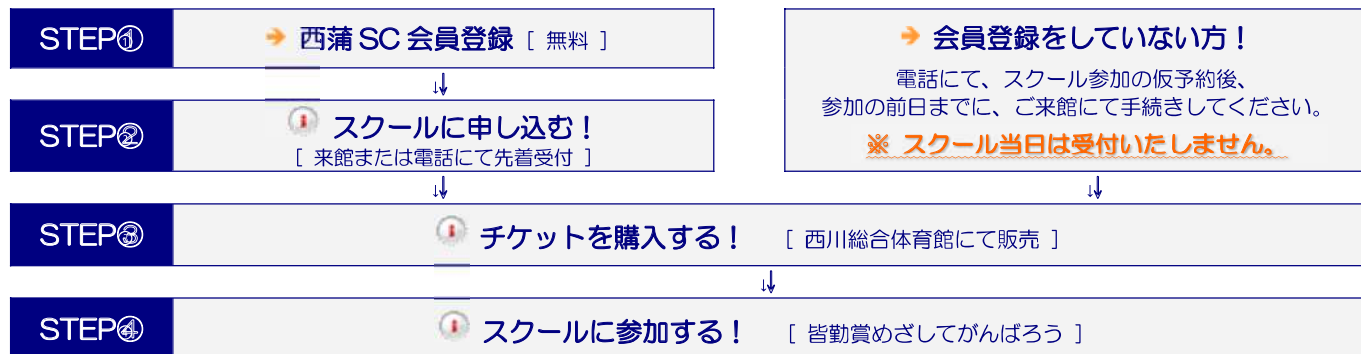 STEP① 西蒲 SC 会員登録 [ 無料 ]
↓
STEP② スクールに申し込む！
[ 来館または電話にて先着受付 ]
↓
会員登録をしていない方！
電話にて、スクール参加の仮予約後、
参加の前日までに、ご来館にて手続きしてください。
※ スクール当日は受付いたしません。
↓
STEP③ チケットを購入する！ [ 西川総合体育館にて販売 ]
↓
STEP④ スクールに参加する！ [ 皆勤賞めざしてがんばろう ]